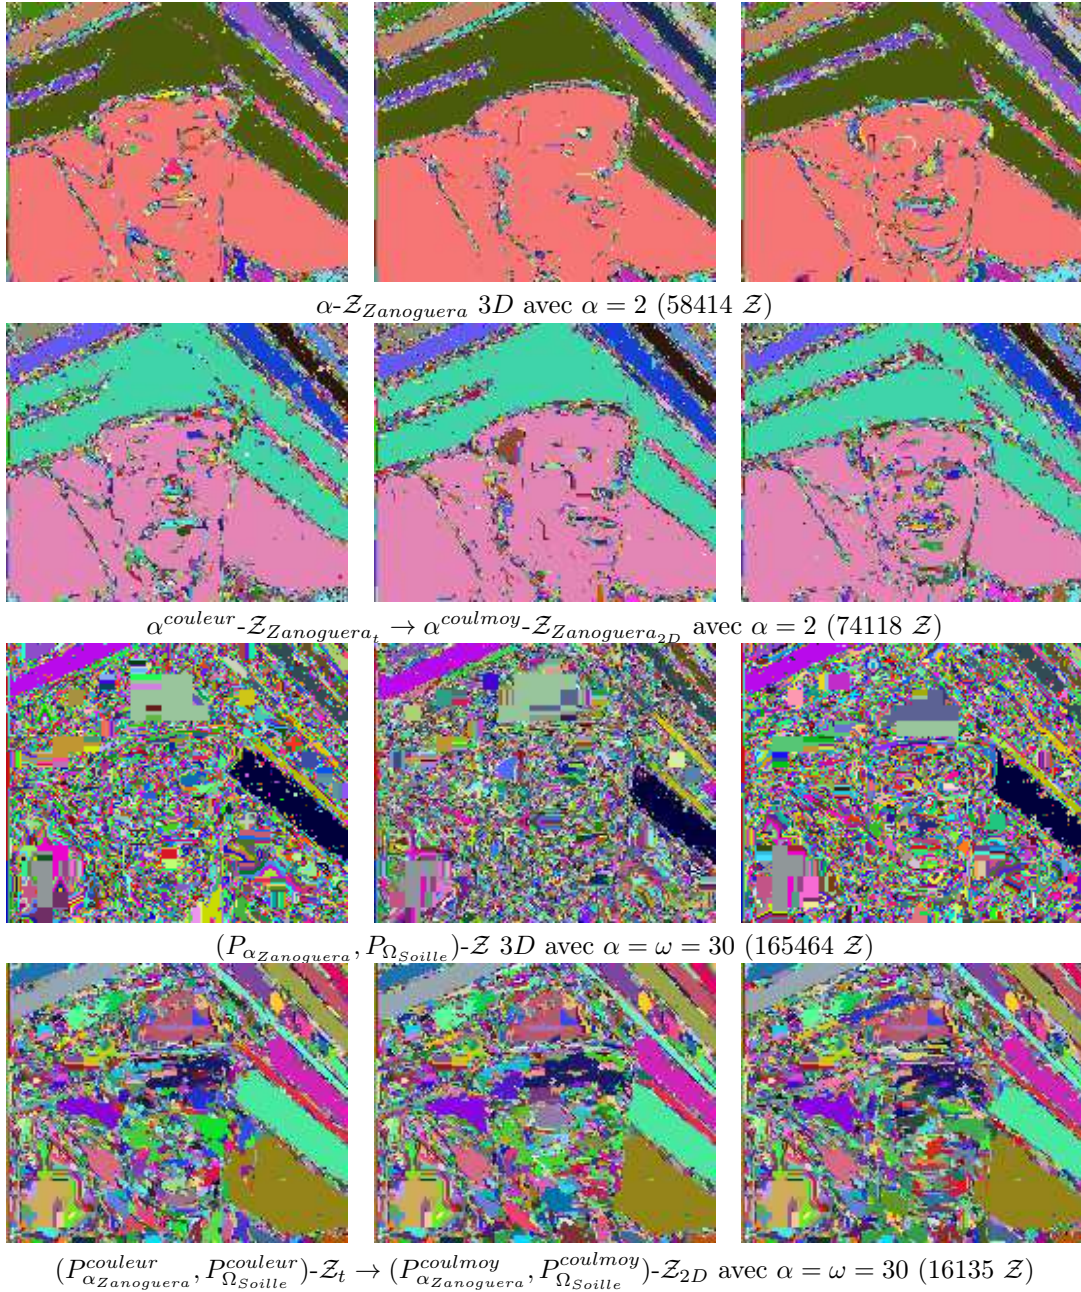 α-𝒵_{Zanoguera} 3D avec α = 2 (58414 𝒵)
α^{couleur}-𝒵_{Zanoguera_t} → α^{coulmoy}-𝒵_{Zanoguera_{2D}} avec α = 2 (74118 𝒵)
(P_{α_{Zanoguera}}, P_{Ω_{Soille}})-𝒵 3D avec α = ω = 30 (165464 𝒵)
(P^{couleur}_{α_{Zanoguera}}, P^{couleur}_{Ω_{Soille}})-𝒵_t → (P^{coulmoy}_{α_{Zanoguera}}, P^{coulmoy}_{Ω_{Soille}})-𝒵_{2D} avec α = ω = 30 (16135 𝒵)